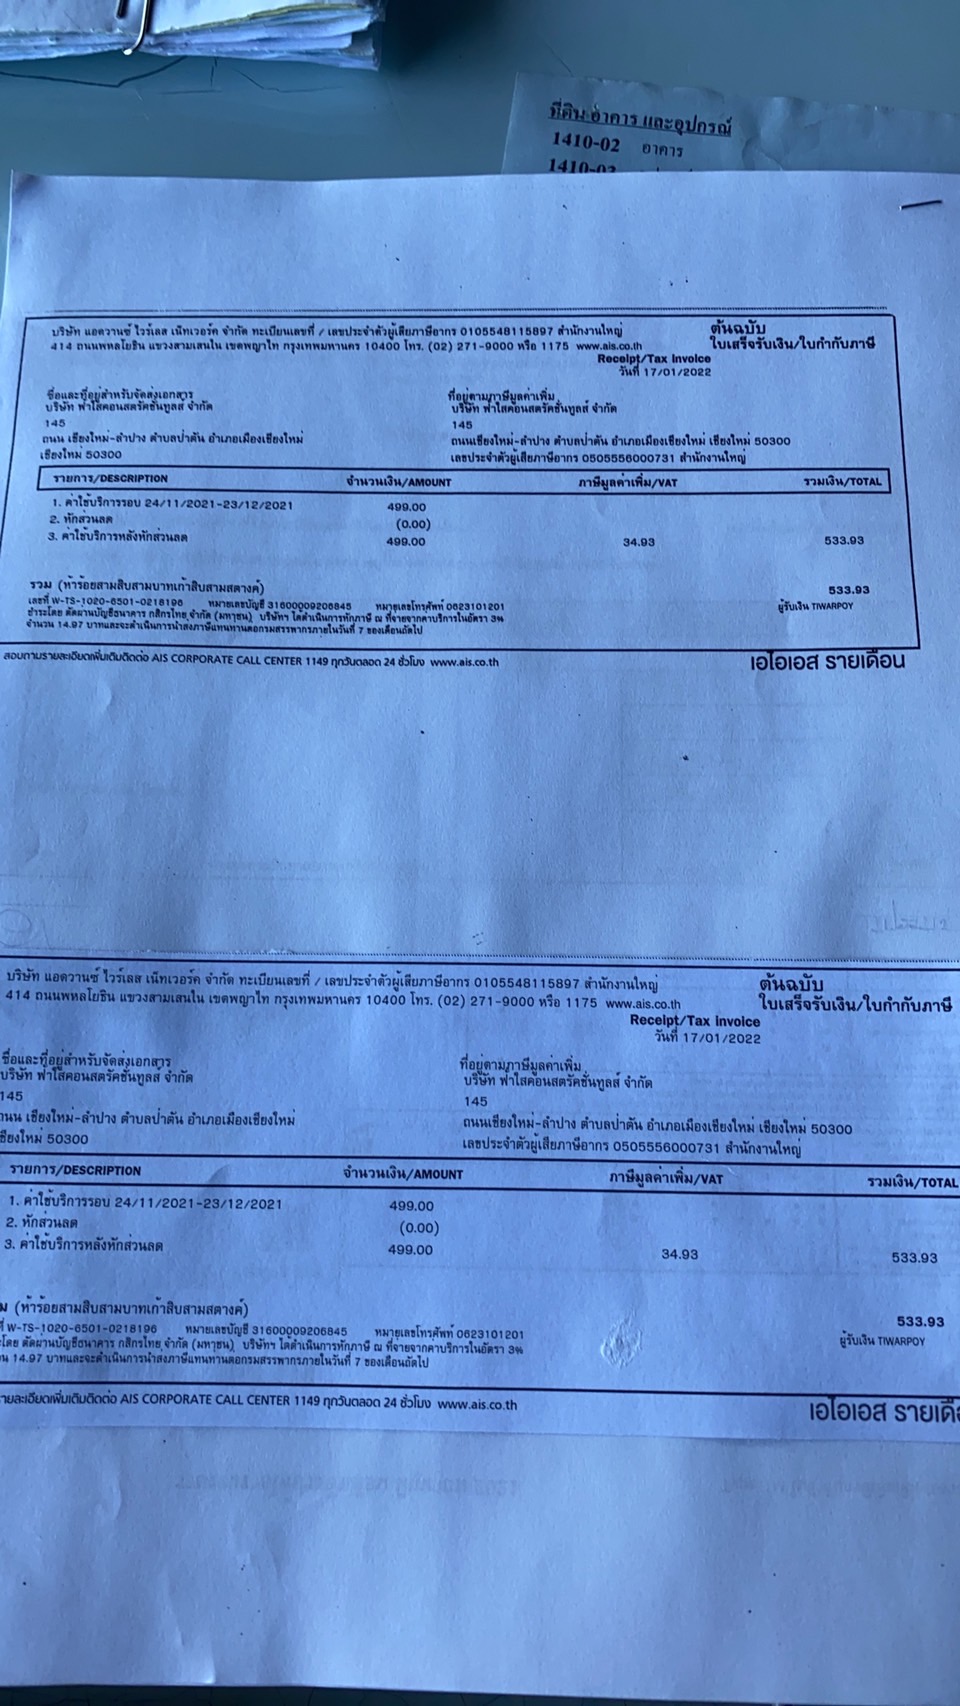 ที่ดิน อาคาร และอุปกรณ์
1410-02 อาคาร
1410-03
บริษัท แอดวานซ์ ไวร์เลส เน็ทเวอร์ค จำกัด ทะเบียนเลขที่ / เลขประจำตัวผู้เสียภาษีอากร 0105548115897 สำนักงานใหญ่
414 ถนนพหลโยธิน แขวงสามเสนใน เขตพญาไท กรุงเทพมหานคร 10400 โทร. (02) 271-9000 หรือ 1175 www.ais.co.th
ต้นฉบับ
ใบเสร็จรับเงิน/ใบกำกับภาษี
Receipt/Tax Invoice
วันที่ 17/01/2022
ชื่อและที่อยู่สำหรับจัดส่งเอกสาร
บริษัท ฟ้าใสคอนสตรัคชั่นทูลส์ จำกัด
145
ถนน เชียงใหม่-ลำปาง ตำบลป่าตัน อำเภอเมืองเชียงใหม่
เชียงใหม่ 50300
ที่อยู่ตามภาษีมูลค่าเพิ่ม
บริษัท ฟ้าใสคอนสตรัคชั่นทูลส์ จำกัด
145
ถนนเชียงใหม่-ลำปาง ตำบลป่าตัน อำเภอเมืองเชียงใหม่ เชียงใหม่ 50300
เลขประจำตัวผู้เสียภาษีอากร 0505556000731 สำนักงานใหญ่
รายการ/DESCRIPTION จำนวนเงิน/AMOUNT ภาษีมูลค่าเพิ่ม/VAT รวมเงิน/TOTAL
1. ค่าใช้บริการรอบ 24/11/2021-23/12/2021 499.00
2. หักส่วนลด (0.00)
3. ค่าใช้บริการหลังหักส่วนลด 499.00 34.93 533.93
รวม (ห้าร้อยสามสิบสามบาทเก้าสิบสามสตางค์) 533.93
เลขที่ W-TS-1020-6501-0218196 หมายเลขบัญชี 31600009206845 หมายเลขโทรศัพท์ 0623101201 ผู้รับเงิน TIWARPOY
ชำระโดย ตัดผ่านบัญชีธนาคาร กสิกรไทย จำกัด (มหาชน) บริษัทฯ ได้ดำเนินการหักภาษี ณ ที่จ่ายจากค่าบริการในอัตรา 3%
จำนวน 14.97 บาทและจะดำเนินการนำส่งภาษีแทนท่านต่อกรมสรรพากรภายในวันที่ 7 ของเดือนถัดไป
สอบถามรายละเอียดเพิ่มเติมติดต่อ AIS CORPORATE CALL CENTER 1149 ทุกวันตลอด 24 ชั่วโมง www.ais.co.th
เอไอเอส รายเดือน
บริษัท แอดวานซ์ ไวร์เลส เน็ทเวอร์ค จำกัด ทะเบียนเลขที่ / เลขประจำตัวผู้เสียภาษีอากร 0105548115897 สำนักงานใหญ่
414 ถนนพหลโยธิน แขวงสามเสนใน เขตพญาไท กรุงเทพมหานคร 10400 โทร. (02) 271-9000 หรือ 1175 www.ais.co.th
ต้นฉบับ
ใบเสร็จรับเงิน/ใบกำกับภาษี
Receipt/Tax Invoice
วันที่ 17/01/2022
ชื่อและที่อยู่สำหรับจัดส่งเอกสาร
บริษัท ฟ้าใสคอนสตรัคชั่นทูลส์ จำกัด
145
ถนน เชียงใหม่-ลำปาง ตำบลป่าตัน อำเภอเมืองเชียงใหม่
เชียงใหม่ 50300
ที่อยู่ตามภาษีมูลค่าเพิ่ม
บริษัท ฟ้าใสคอนสตรัคชั่นทูลส์ จำกัด
145
ถนนเชียงใหม่-ลำปาง ตำบลป่าตัน อำเภอเมืองเชียงใหม่ เชียงใหม่ 50300
เลขประจำตัวผู้เสียภาษีอากร 0505556000731 สำนักงานใหญ่
รายการ/DESCRIPTION จำนวนเงิน/AMOUNT ภาษีมูลค่าเพิ่ม/VAT รวมเงิน/TOTAL
1. ค่าใช้บริการรอบ 24/11/2021-23/12/2021 499.00
2. หักส่วนลด (0.00)
3. ค่าใช้บริการหลังหักส่วนลด 499.00 34.93 533.93
ม (ห้าร้อยสามสิบสามบาทเก้าสิบสามสตางค์) 533.93
ที่ W-TS-1020-6501-0218196 หมายเลขบัญชี 31600009206845 หมายเลขโทรศัพท์ 0623101201 ผู้รับเงิน TIWARPOY
ะโดย ตัดผ่านบัญชีธนาคาร กสิกรไทย จำกัด (มหาชน) บริษัทฯ ได้ดำเนินการหักภาษี ณ ที่จ่ายจากค่าบริการในอัตรา 3%
วน 14.97 บาทและจะดำเนินการนำส่งภาษีแทนท่านต่อกรมสรรพากรภายในวันที่ 7 ของเดือนถัดไป
ายละเอียดเพิ่มเติมติดต่อ AIS CORPORATE CALL CENTER 1149 ทุกวันตลอด 24 ชั่วโมง www.ais.co.th
เอไอเอส รายเดือ